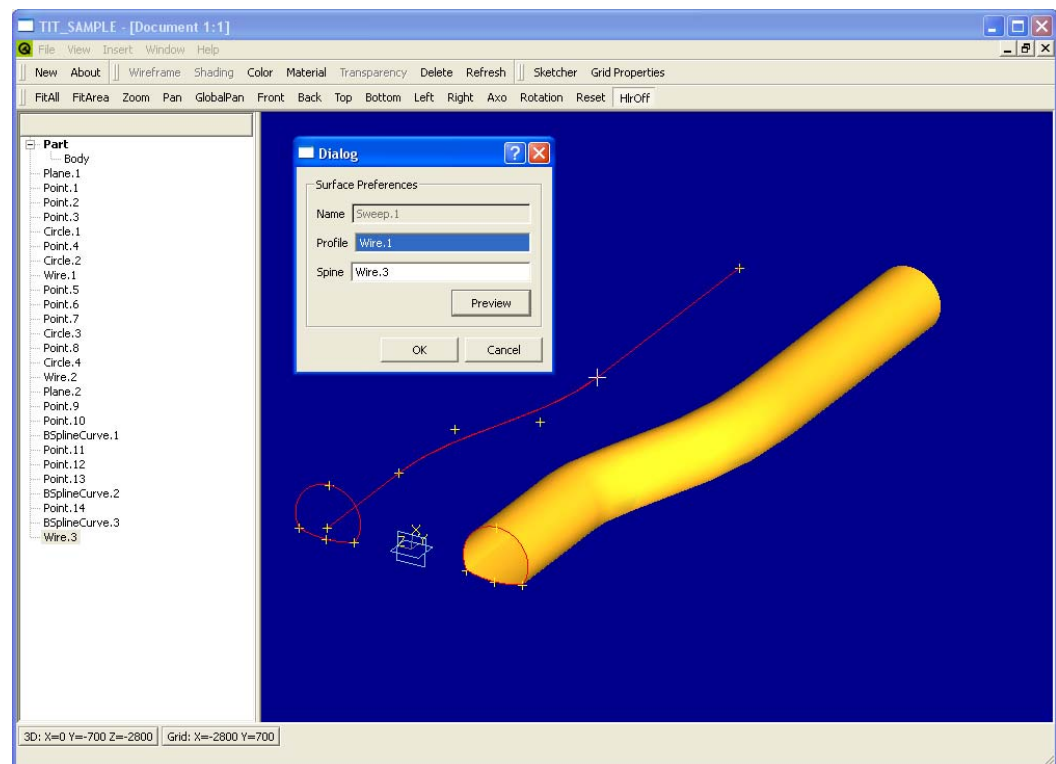 TIT_SAMPLE - [Document 1:1]
File View Insert Window Help
New About Wireframe Shading Color Material Transparency Delete Refresh Sketcher Grid Properties
FitAll FitArea Zoom Pan GlobalPan Front Back Top Bottom Left Right Axo Rotation Reset HlrOff
Part
Body
Plane.1
Point.1
Point.2
Point.3
Circle.1
Point.4
Circle.2
Wire.1
Point.5
Point.6
Point.7
Circle.3
Point.8
Circle.4
Wire.2
Plane.2
Point.9
Point.10
BSplineCurve.1
Point.11
Point.12
Point.13
BSplineCurve.2
Point.14
BSplineCurve.3
Wire.3
Dialog
Surface Preferences
Name Sweep.1
Profile Wire.1
Spine Wire.3
Preview
OK Cancel
X
Z Y
3D: X=0 Y=-700 Z=-2800 Grid: X=-2800 Y=700